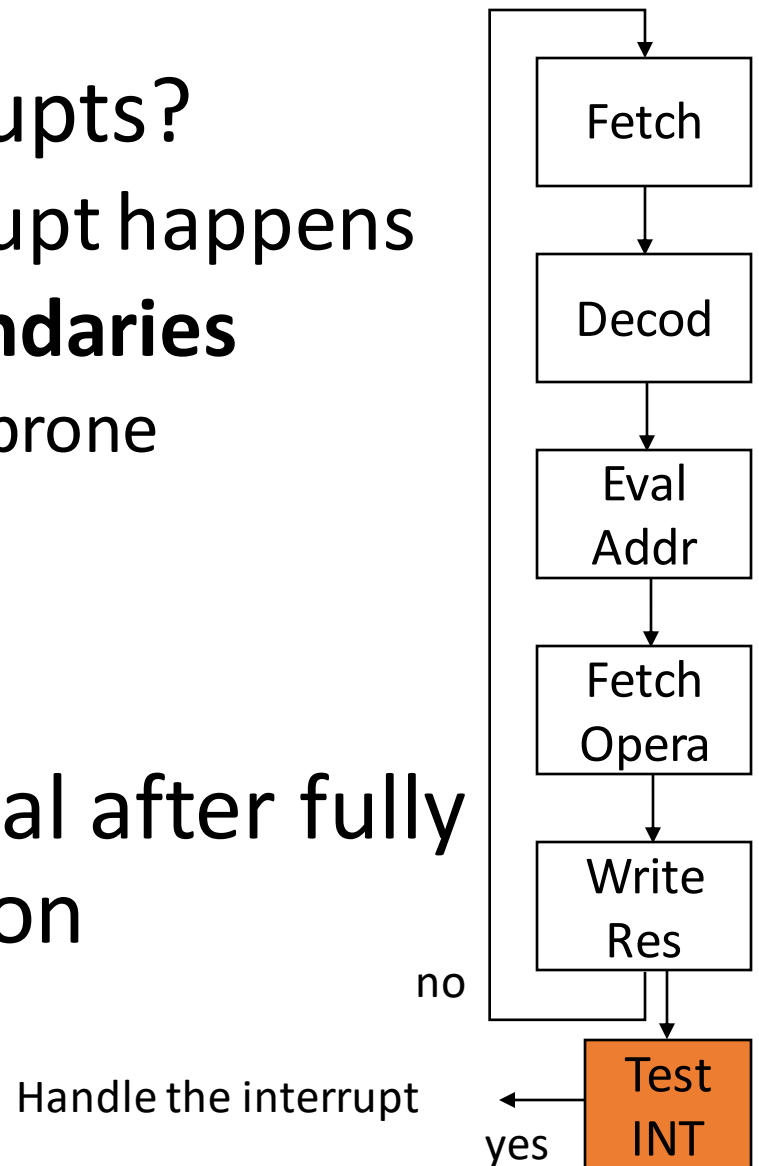 upts?
upt happens
ndaries
prone
al after fully
on
Fetch
Decod
Eval
Addr
Fetch
Opera
Write
Res
no
Test
INT
Handle the interrupt
yes